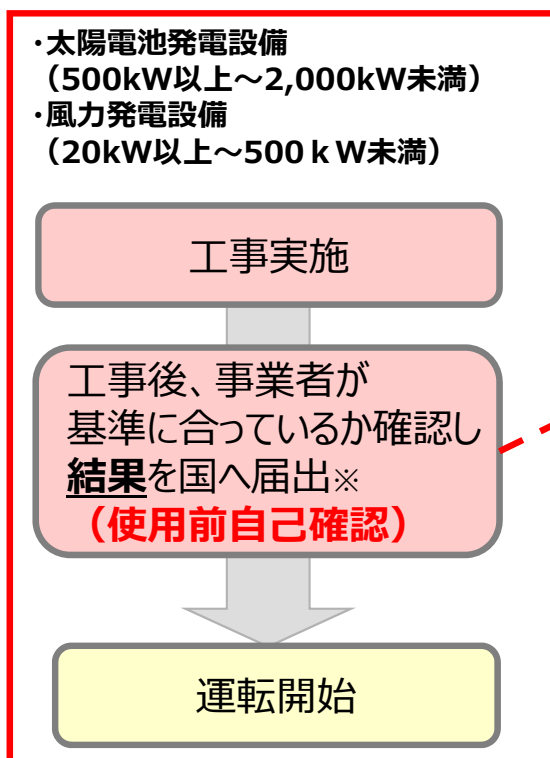 ・太陽電池発電設備
（500kW以上～2,000kW未満）
・風力発電設備
（20kW以上～500ｋW未満）
工事実施
工事後、事業者が
基準に合っているか確認し
結果を国へ届出※
（使用前自己確認）
運転開始